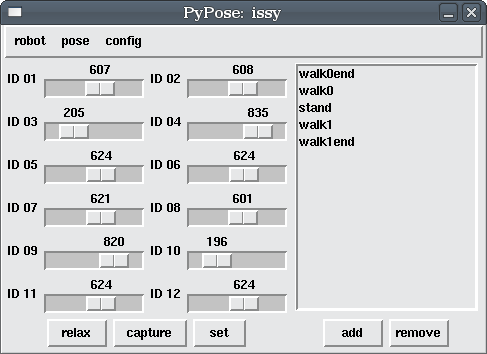 PyPose: issy
robot pose config
607 608
ID 01 ID 02
205 835
ID 03 ID 04
624 624
ID 05 ID 06
621 601
ID 07 ID 08
820 196
ID 09 ID 10
624 624
ID 11 ID 12
walk0end
walk0
stand
walk1
walk1end
relax capture set add remove